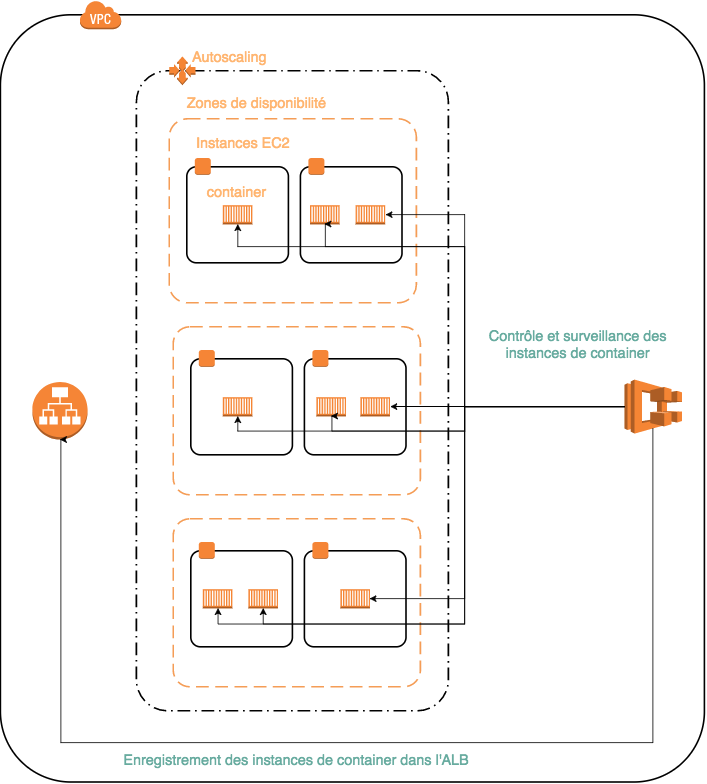 VPC
Autoscaling
Zones de disponibilité
Instances EC2
container
Contrôle et surveillance des
instances de container
Enregistrement des instances de container dans l'ALB